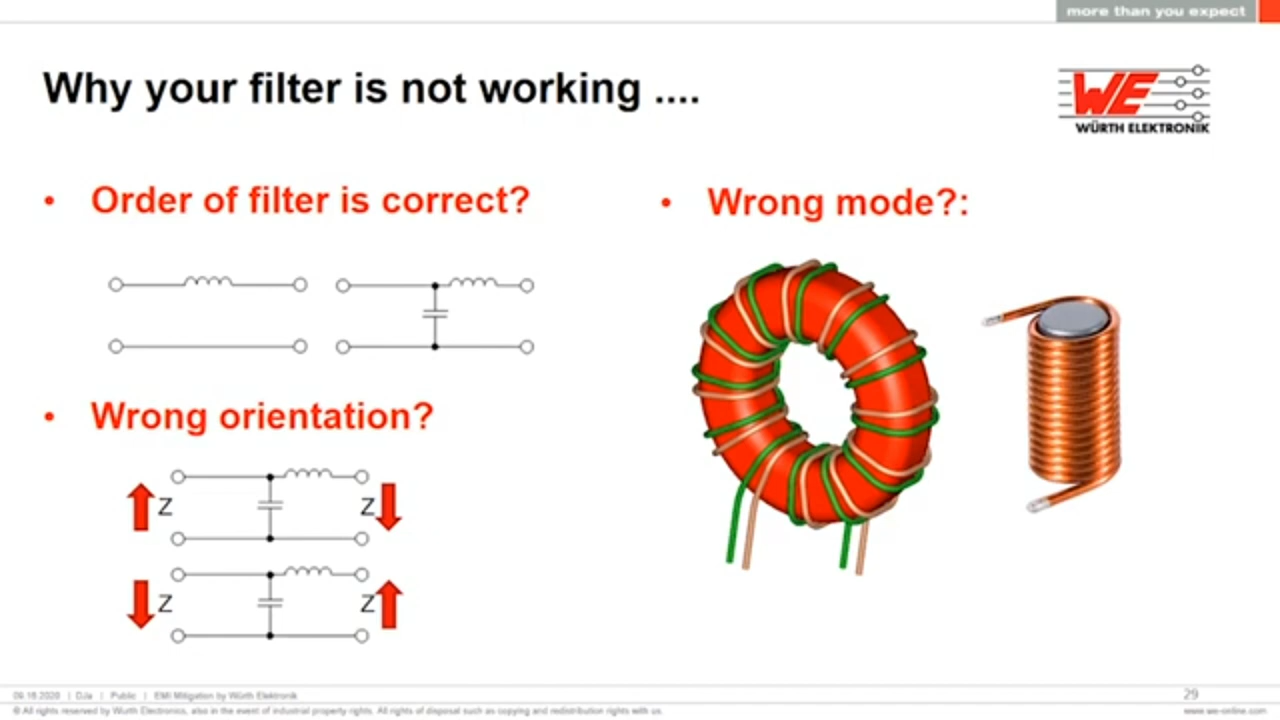 more than you expect
Why your filter is not working ....
WE
WÜRTH ELEKTRONIK
• Order of filter is correct?
• Wrong mode?:
• Wrong orientation?
Z Z
Z Z
09.16.2020 | DJa | Public | EMI Mitigation by Würth Elektronik
29
© All rights reserved by Wurth Electronics, also in the event of industrial property rights. All rights of disposal such as copying and redistribution rights with us.
www.we-online.com